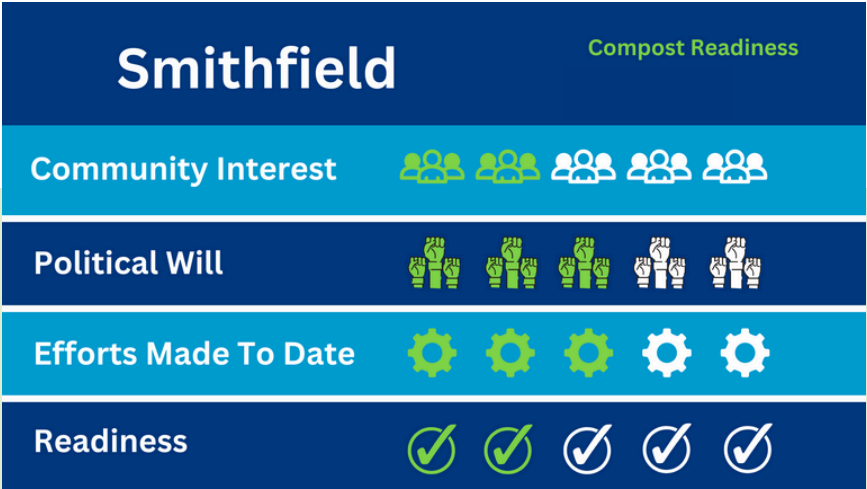 Smithfield
Compost Readiness
Community Interest
Political Will
Efforts Made To Date
Readiness